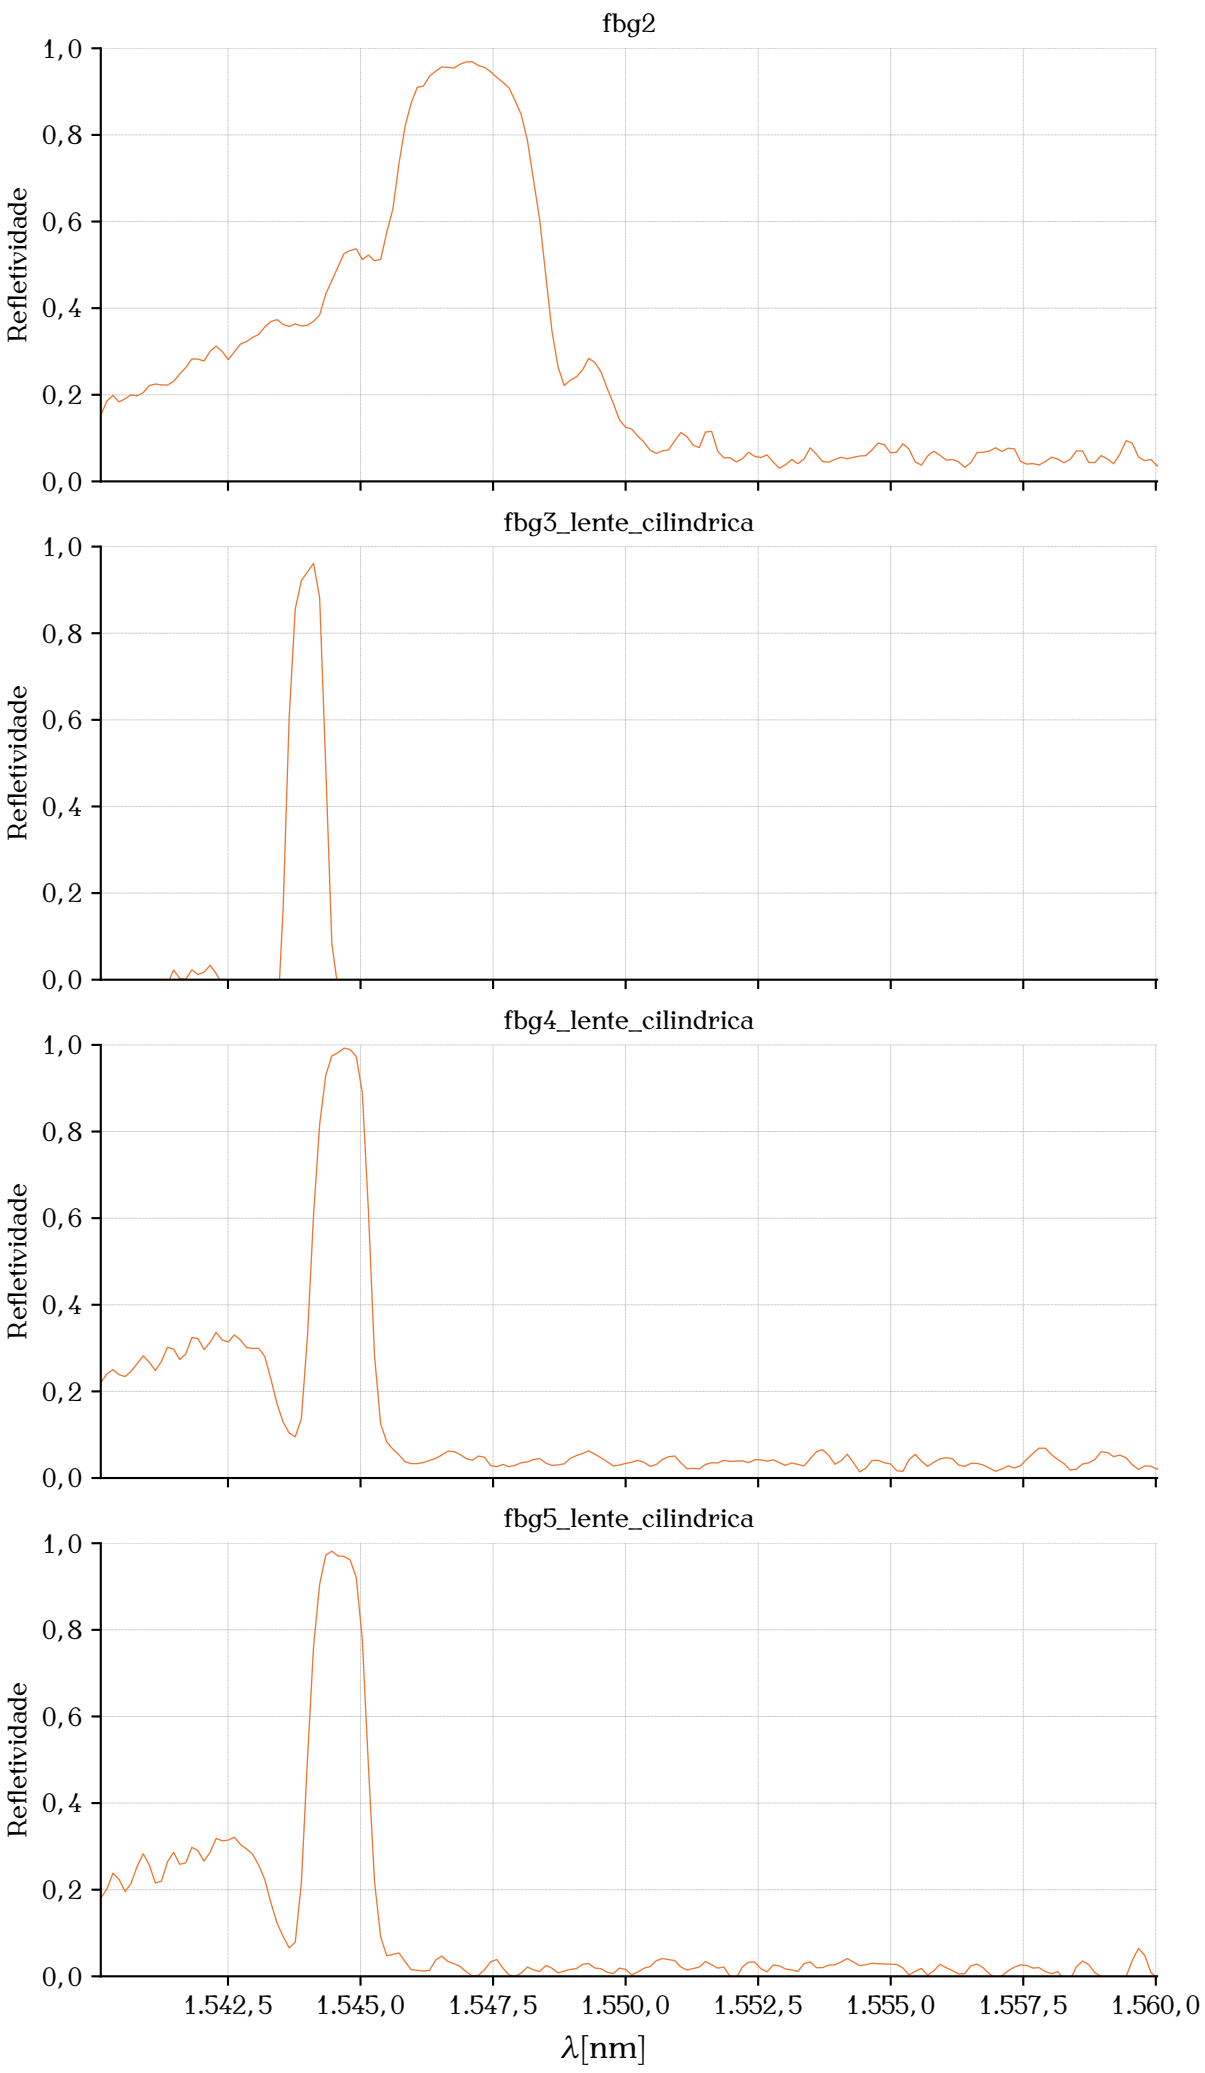 fbg2
1,0
0,8
0,6
0,4
0,2
0,0
Refletividade
fbg3_lente_cilindrica
1,0
0,8
0,6
0,4
0,2
0,0
Refletividade
fbg4_lente_cilindrica
1,0
0,8
0,6
0,4
0,2
0,0
Refletividade
fbg5_lente_cilindrica
1,0
0,8
0,6
0,4
0,2
0,0
Refletividade
1.542,5 1.545,0 1.547,5 1.550,0 1.552,5 1.555,0 1.557,5 1.560,0
λ[nm]